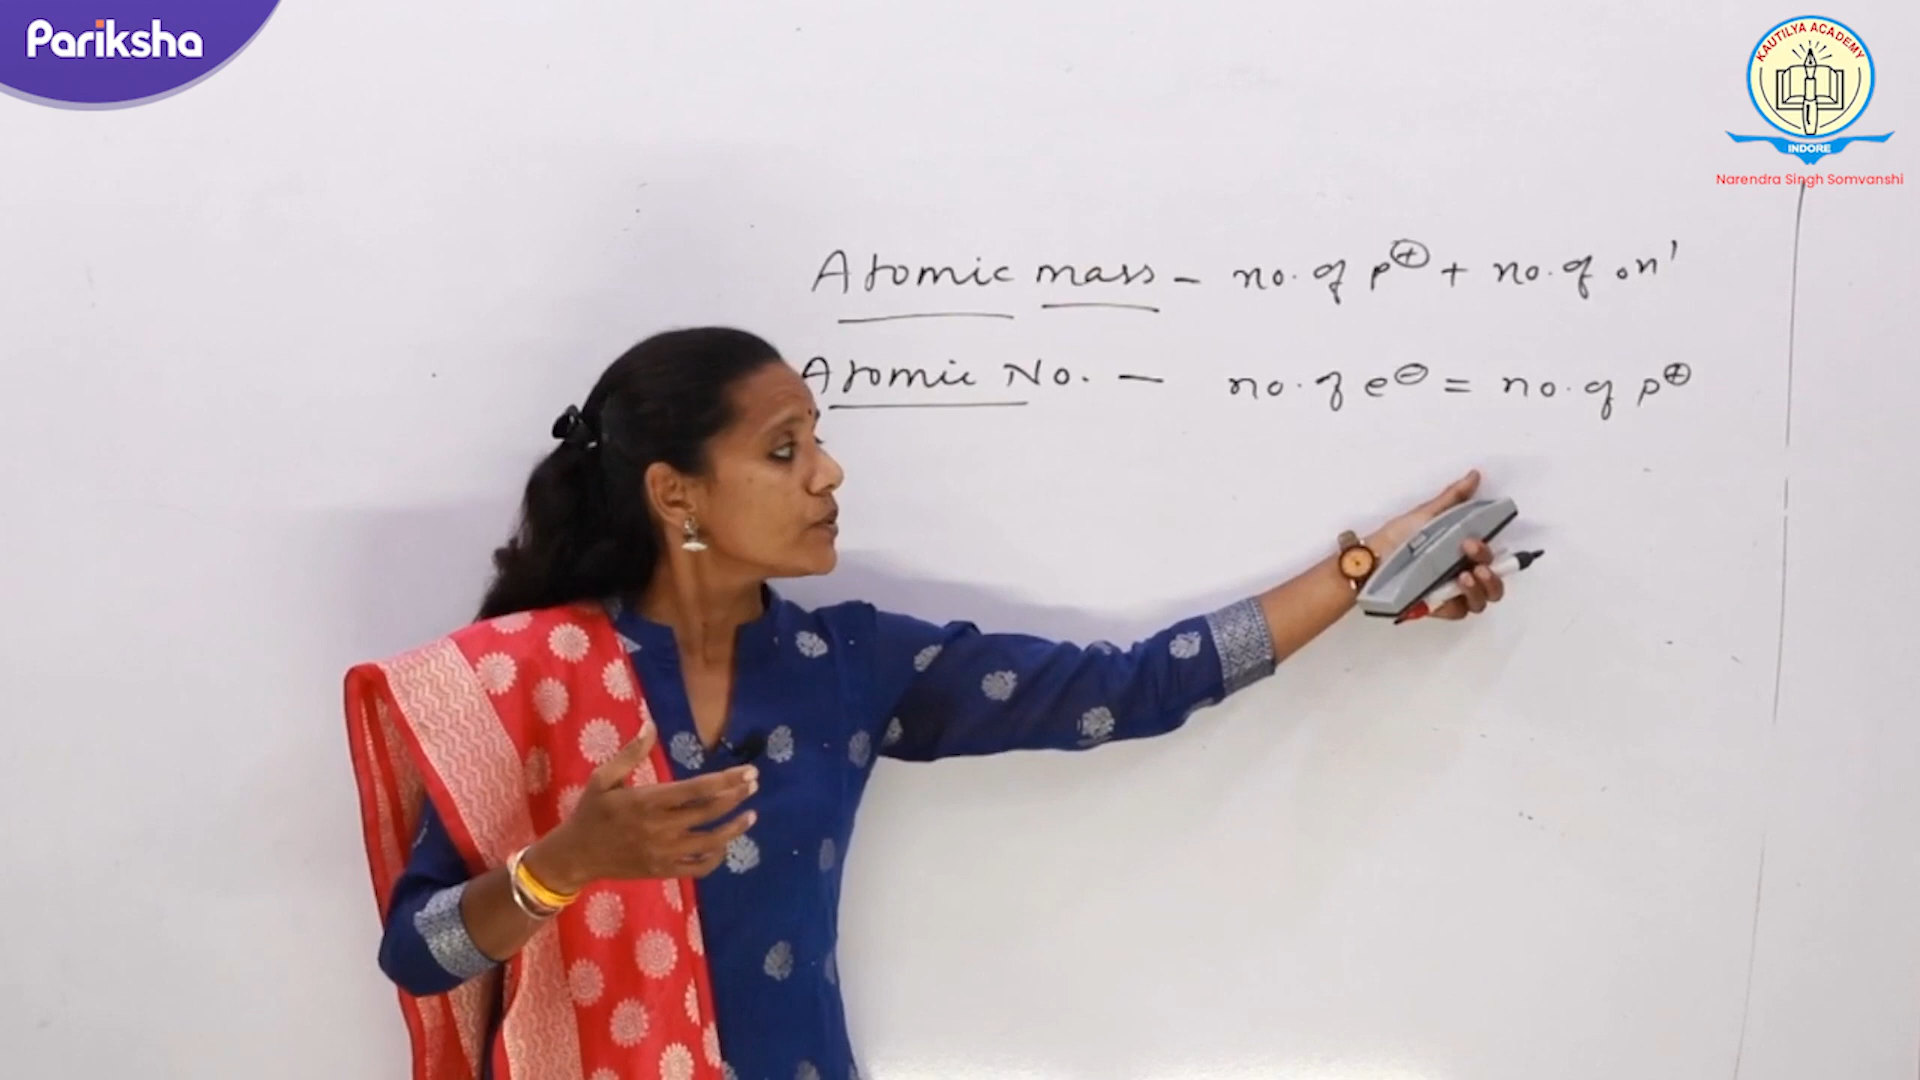 Pariksha
KAUTILYA ACADEMY
INDORE
Narendra Singh Somvanshi
Atomic mass - no. of p⊕ + no. of ₀n¹
Atomic No. - no. of e⊖ = no. of p⊕